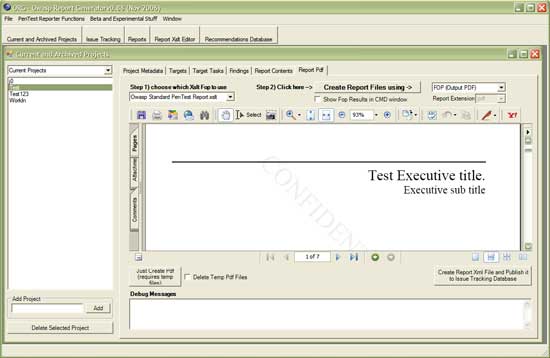 ORG - Owasp Report Generator v0.88 (Nov 2006)
File PenTest Reporter Functions Beta and Experimental Stuff Window
Current and Archived Projects Issue Tracking Reports Report Xslt Editor Recommendations Database
Current and Archived Projects
Current Projects
Test
Test123
WorkIn
Project Metadata Targets Target Tasks Findings Report Contents Report Pdf
Step 1) choose which Xslt Fop to use Step 2) Click here --> Create Report Files using -> FOP (Output PDF)
Owasp Standard PenTest Report.xslt Show Fop Results in CMD window Report Extension: pdf
Select 93%
Pages
Attachme
Comments
Test Executive title.
Executive sub title
CONFIDENT
1 of 7
Just Create Pdf
(requires temp
files)
Delete Temp Pdf Files
Create Report Xml File and Publish it
to Issue Tracking Database
Debug Messages
Add Project
Add
Delete Selected Project